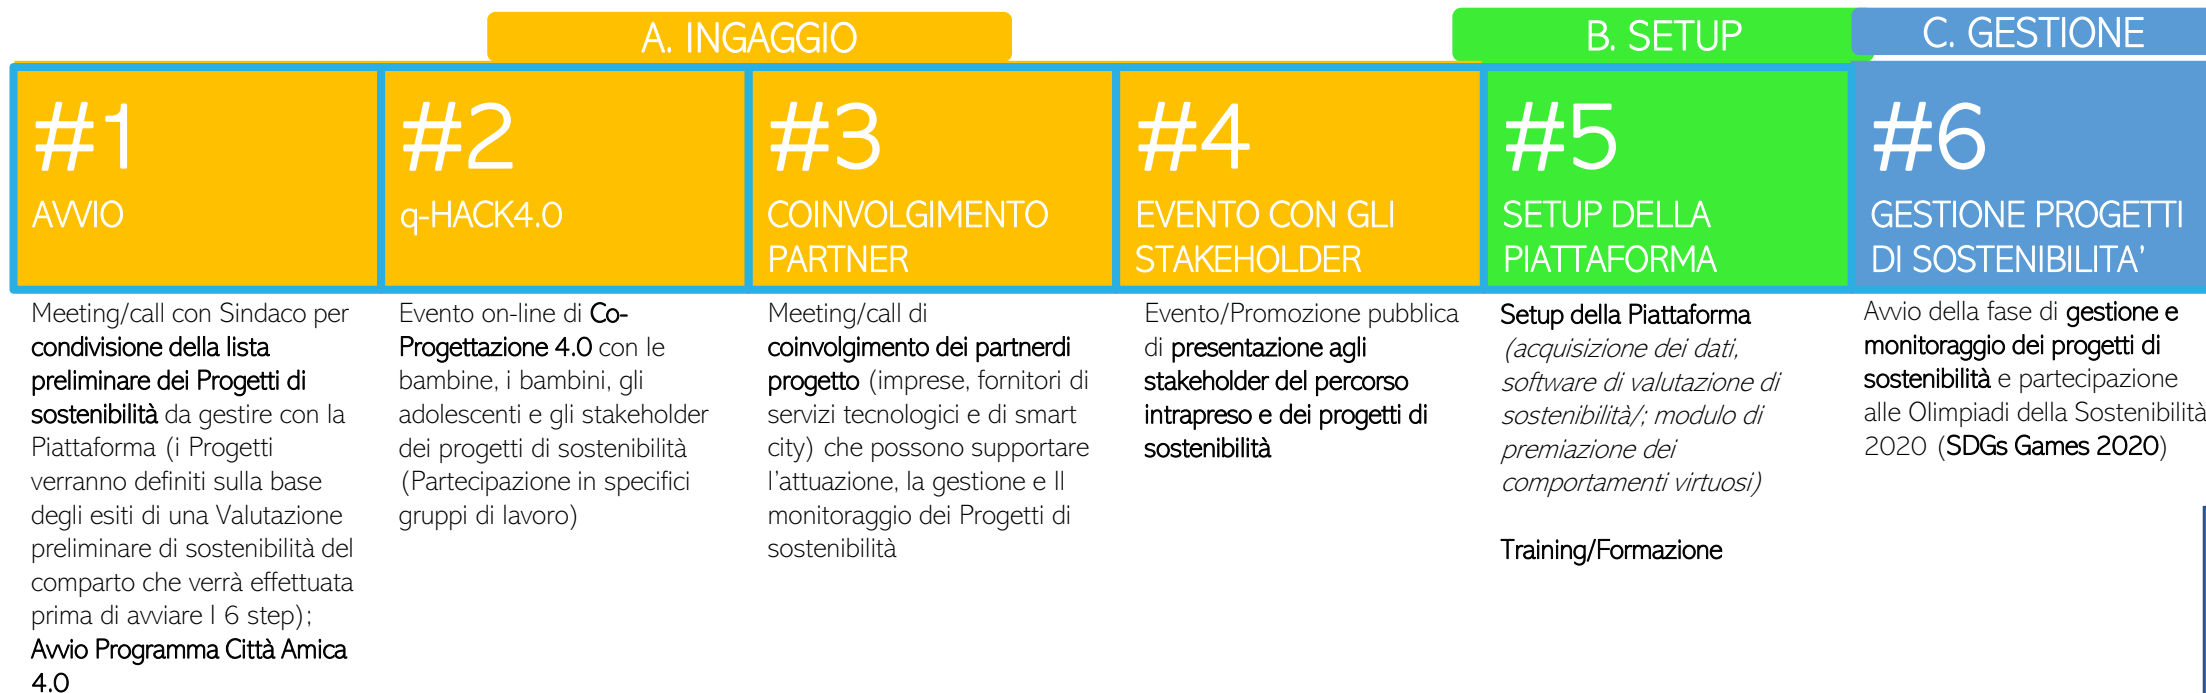 A. INGAGGIO
B. SETUP
C. GESTIONE
#1
AVVIO
#2
q-HACK4.0
#3
COINVOLGIMENTO
PARTNER
#4
EVENTO CON GLI
STAKEHOLDER
#5
SETUP DELLA
PIATTAFORMA
#6
GESTIONE PROGETTI
DI SOSTENIBILITA’
Meeting/call con Sindaco per
condivisione della lista
preliminare dei Progetti di
sostenibilità da gestire con la
Piattaforma (i Progetti
verranno definiti sulla base
degli esiti di una Valutazione
preliminare di sostenibilità del
comparto che verrà effettuata
prima di avviare I 6 step);
Avvio Programma Città Amica
4.0
Evento on-line di Co-
Progettazione 4.0 con le
bambine, i bambini, gli
adolescenti e gli stakeholder
dei progetti di sostenibilità
(Partecipazione in specifici
gruppi di lavoro)
Meeting/call di
coinvolgimento dei partnerdi
progetto (imprese, fornitori di
servizi tecnologici e di smart
city) che possono supportare
l’attuazione, la gestione e Il
monitoraggio dei Progetti di
sostenibilità
Evento/Promozione pubblica
di presentazione agli
stakeholder del percorso
intrapreso e dei progetti di
sostenibilità
Setup della Piattaforma
(acquisizione dei dati,
software di valutazione di
sostenibilità/; modulo di
premiazione dei
comportamenti virtuosi)
Training/Formazione
Avvio della fase di gestione e
monitoraggio dei progetti di
sostenibilità e partecipazione
alle Olimpiadi della Sostenibilità
2020 (SDGs Games 2020)